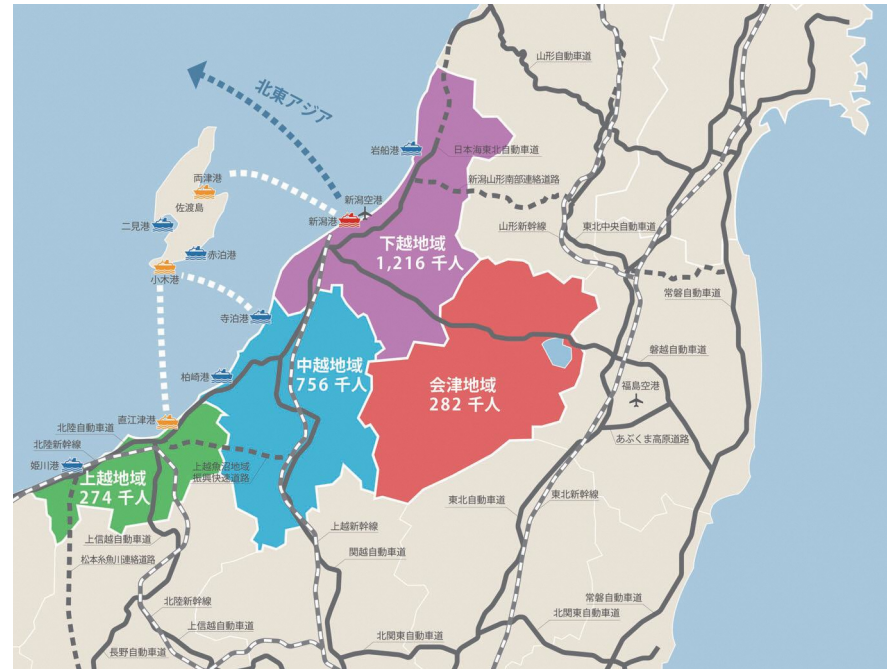 山形自動車道
北東アジア
岩船港
日本海東北自動車道
両津港
新潟山形南部連絡道路
佐渡島
新潟空港
新潟港
二見港
山形新幹線
東北中央自動車道
下越地域
1,216 千人
赤泊港
小木港
常磐自動車道
寺泊港
磐越自動車道
中越地域
756 千人
柏崎港
会津地域
282 千人
福島空港
直江津港
北陸自動車道
あぶくま高原道路
北陸新幹線
姫川港
上越魚沼地域
振興快速道路
上越地域
274 千人
東北自動車道
東北新幹線
上信越自動車道
上越新幹線
松本糸魚川連絡道路
関越自動車道
北陸新幹線
常磐自動車道
北関東自動車道
上信越自動車道
北関東自動車道
長野自動車道